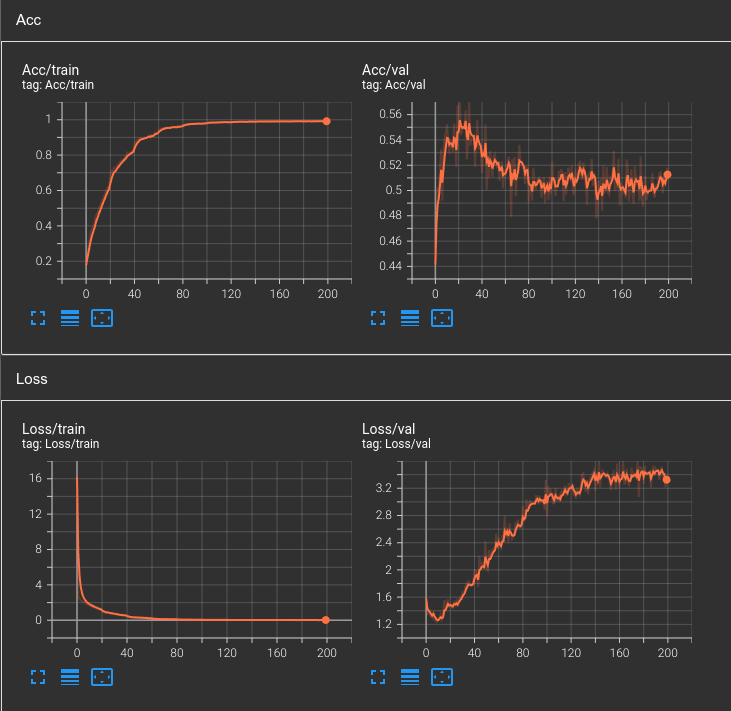 Acc
Acc/train
tag: Acc/train
1
0.8
0.6
0.4
0.2
0 40 80 120 160 200
Acc/val
tag: Acc/val
0.56
0.54
0.52
0.5
0.48
0.46
0.44
0 40 80 120 160 200
Loss
Loss/train
tag: Loss/train
16
12
8
4
0
0 40 80 120 160 200
Loss/val
tag: Loss/val
3.2
2.8
2.4
2
1.6
1.2
0 40 80 120 160 200